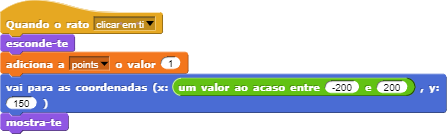 Quando o rato clicar em ti
esconde-te
adiciona a points o valor 1
vai para as coordenadas (x: um valor ao acaso entre -200 e 200 , y:
150 )
mostra-te